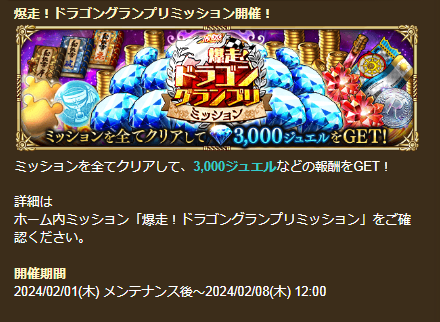 爆走！ドラゴングランプリミッション開催！
爆走!
ドラゴン
グランプリ
ミッション
ミッションを全てクリアして 3,000ジュエルをGET!
ミッションを全てクリアして、3,000ジュエルなどの報酬をGET！
詳細は
ホーム内ミッション「爆走！ドラゴングランプリミッション」をご確
認ください。
開催期間
2024/02/01(木) メンテナンス後～2024/02/08(木) 12:00